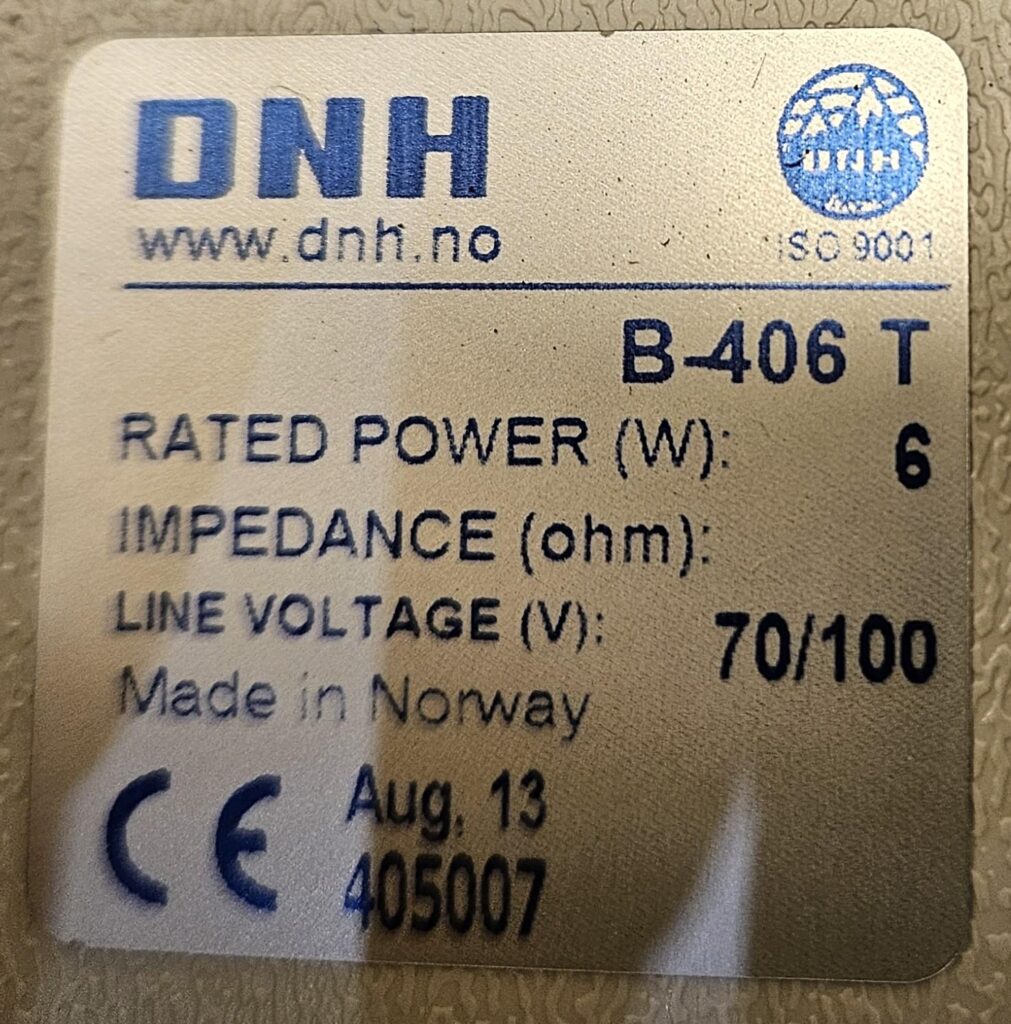 DNH
DNH
www.dnh.no
ISO 9001
B-406 T
RATED POWER (W): 6
IMPEDANCE (ohm):
LINE VOLTAGE (V): 70/100
Made in Norway
CE Aug. 13
405007